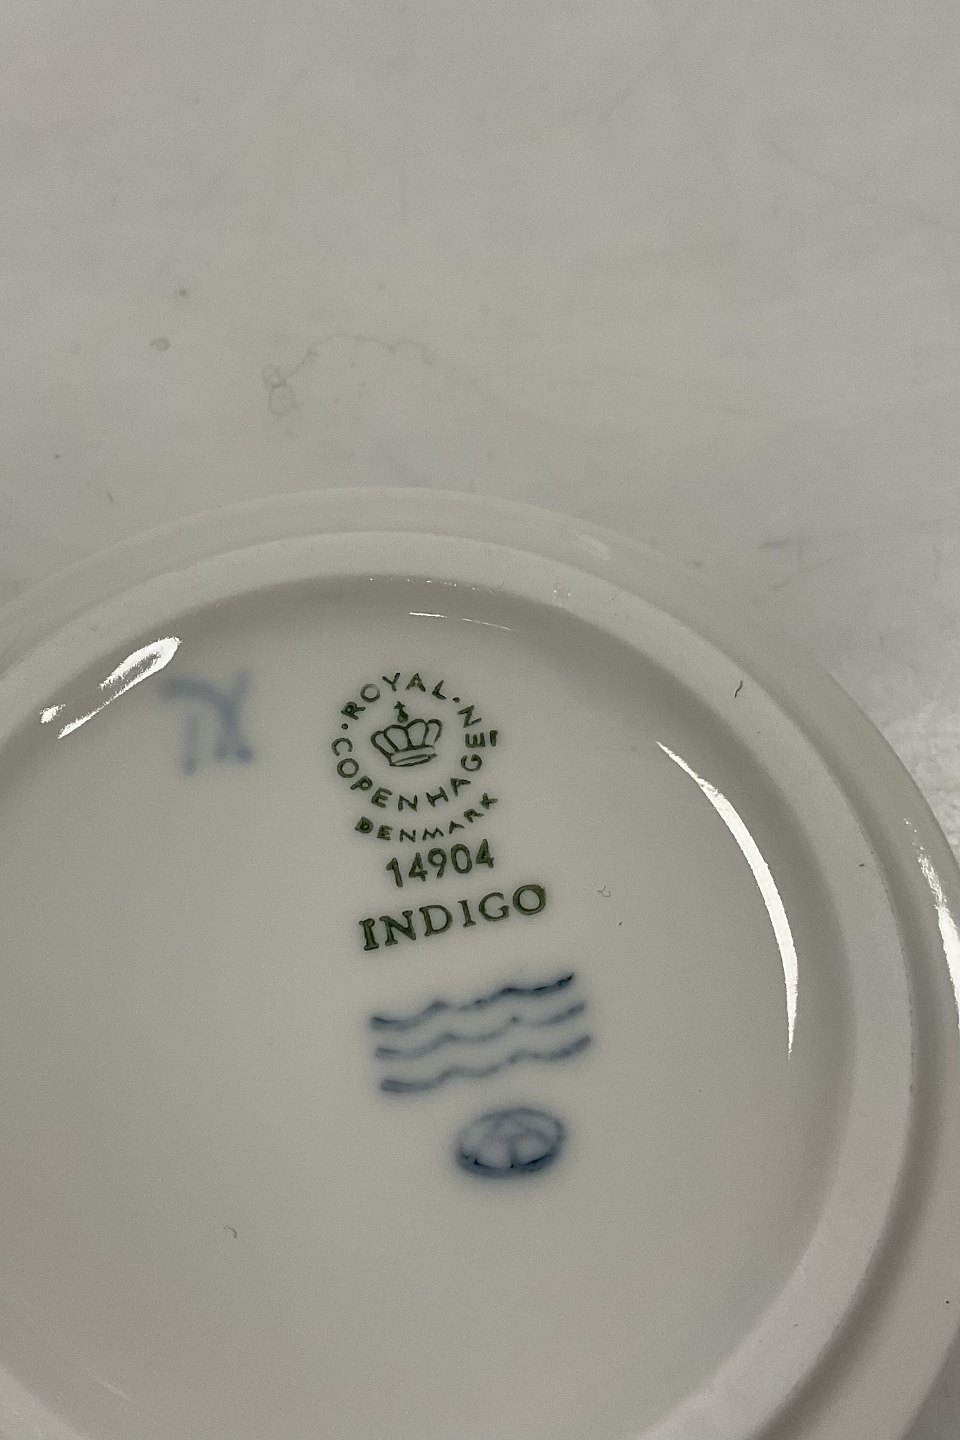 ROYAL · COPENHAGEN ·
DENMARK
14904
INDIGO